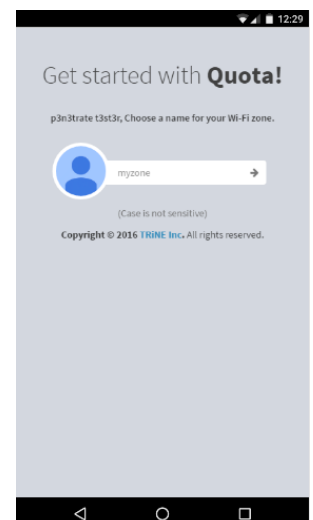 12:29
Get started with Quota!
p3n3trate t3st3r, Choose a name for your Wi-Fi zone.
myzone
(Case is not sensitive)
Copyright © 2016 TRiNE Inc. All rights reserved.